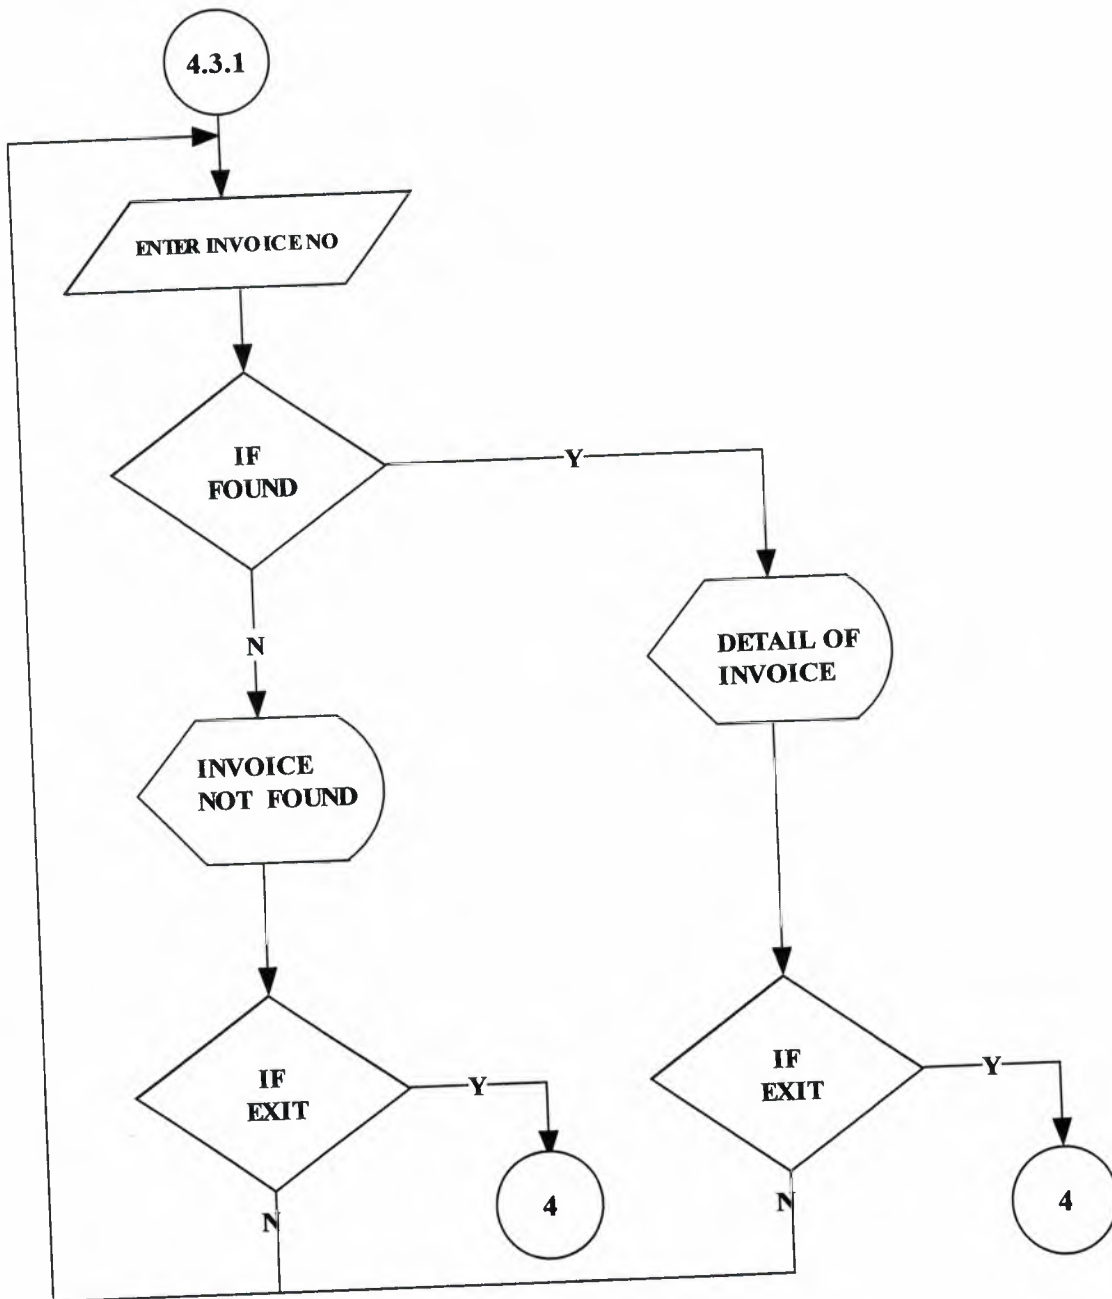 4.3.1
ENTER INVOICE NO
IF
FOUND
Y
N
DETAIL OF
INVOICE
INVOICE
NOT FOUND
IF
EXIT
Y
4
N
IF
EXIT
Y
4
N